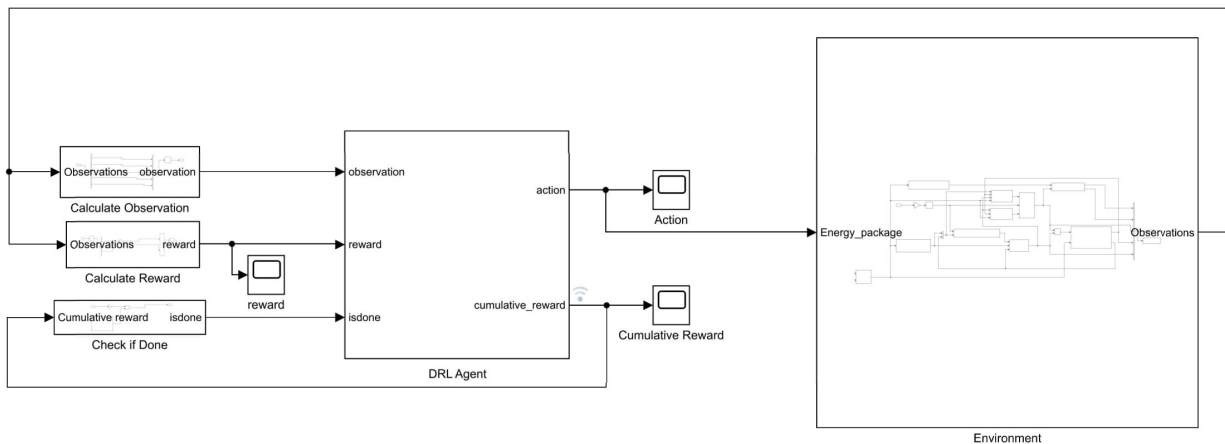 Observations observation
Calculate Observation
Observations reward
Calculate Reward
reward
Cumulative reward isdone
Check if Done
observation
reward
isdone
action
cumulative_reward
DRL Agent
Action
Cumulative Reward
Energy_package
Observations
Environment